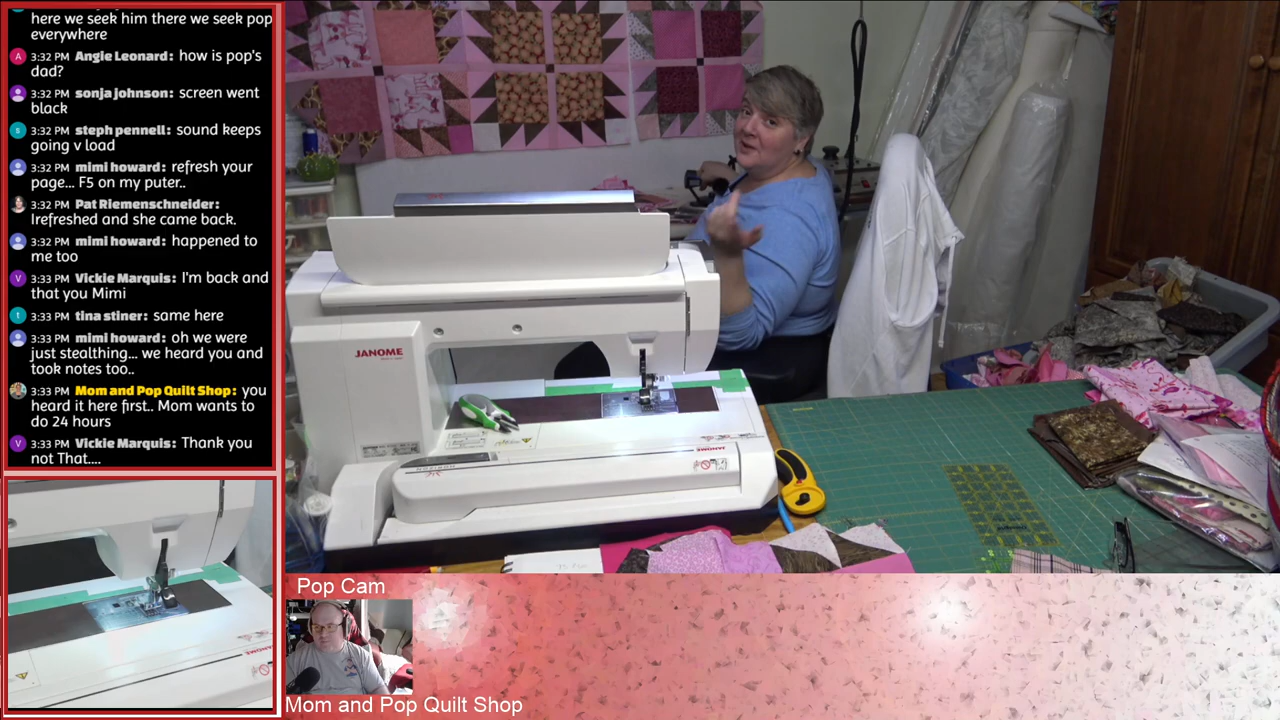 here we seek him there we seek pop
everywhere
A 3:32 PM Angie Leonard: how is pop's
dad?
3:32 PM sonja johnson: screen went
black
s 3:32 PM steph pennell: sound keeps
going v load
3:32 PM mimi howard: refresh your
page... F5 on my puter..
3:32 PM Pat Riemenschneider:
Irefreshed and she came back.
3:32 PM mimi howard: happened to
me too
V 3:33 PM Vickie Marquis: I'm back and
that you Mimi
t 3:33 PM tina stiner: same here
3:33 PM mimi howard: oh we were
just stealthing... we heard you and
took notes too..
3:33 PM Mom and Pop Quilt Shop: you
heard it here first.. Mom wants to
do 24 hours
V 3:33 PM Vickie Marquis: Thank you
not That....
JANOME
JANOME
Pop Cam
Mom and Pop Quilt Shop